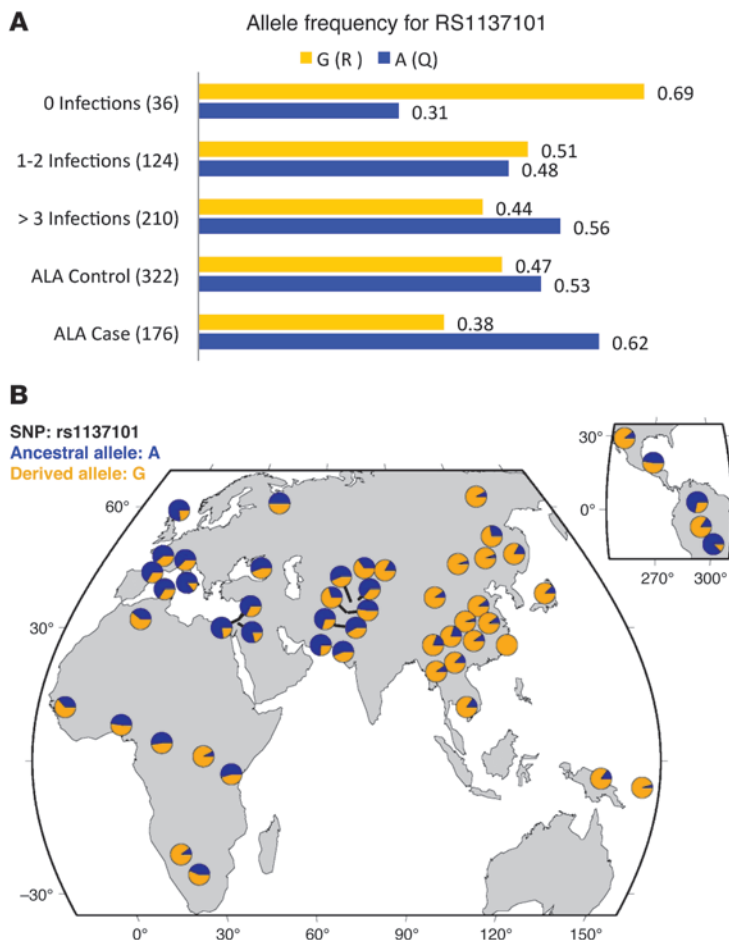 A
Allele frequency for RS1137101
G (R ) A (Q)
0 Infections (36)
0.69
0.31
1-2 Infections (124)
0.51
0.48
> 3 Infections (210)
0.44
0.56
ALA Control (322)
0.47
0.53
ALA Case (176)
0.38
0.62
B
SNP: rs1137101
Ancestral allele: A
Derived allele: G
30°
0°
270° 300°
60°
30°
–30°
0° 30° 60° 90° 120° 150°